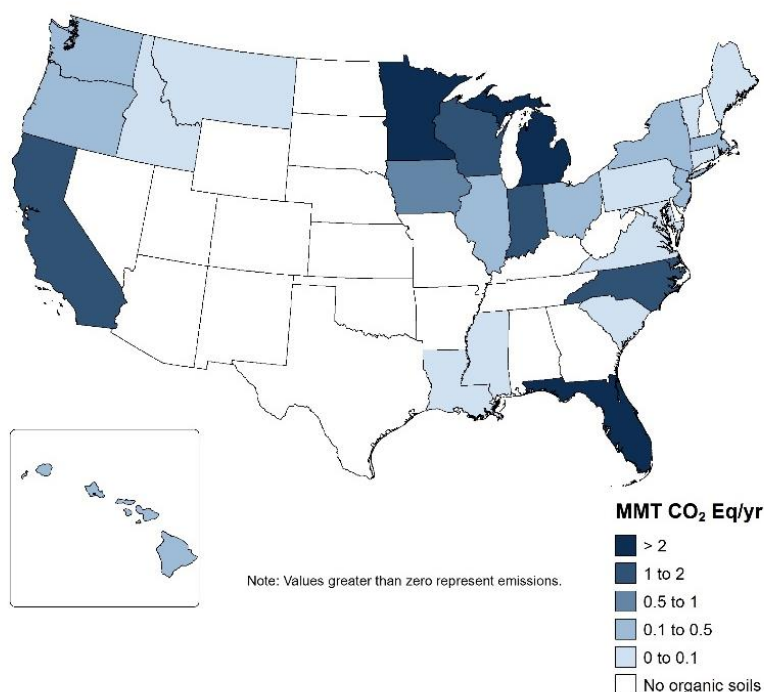 MMT CO₂ Eq/yr
> 2
1 to 2
0.5 to 1
0.1 to 0.5
0 to 0.1
No organic soils
Note: Values greater than zero represent emissions.